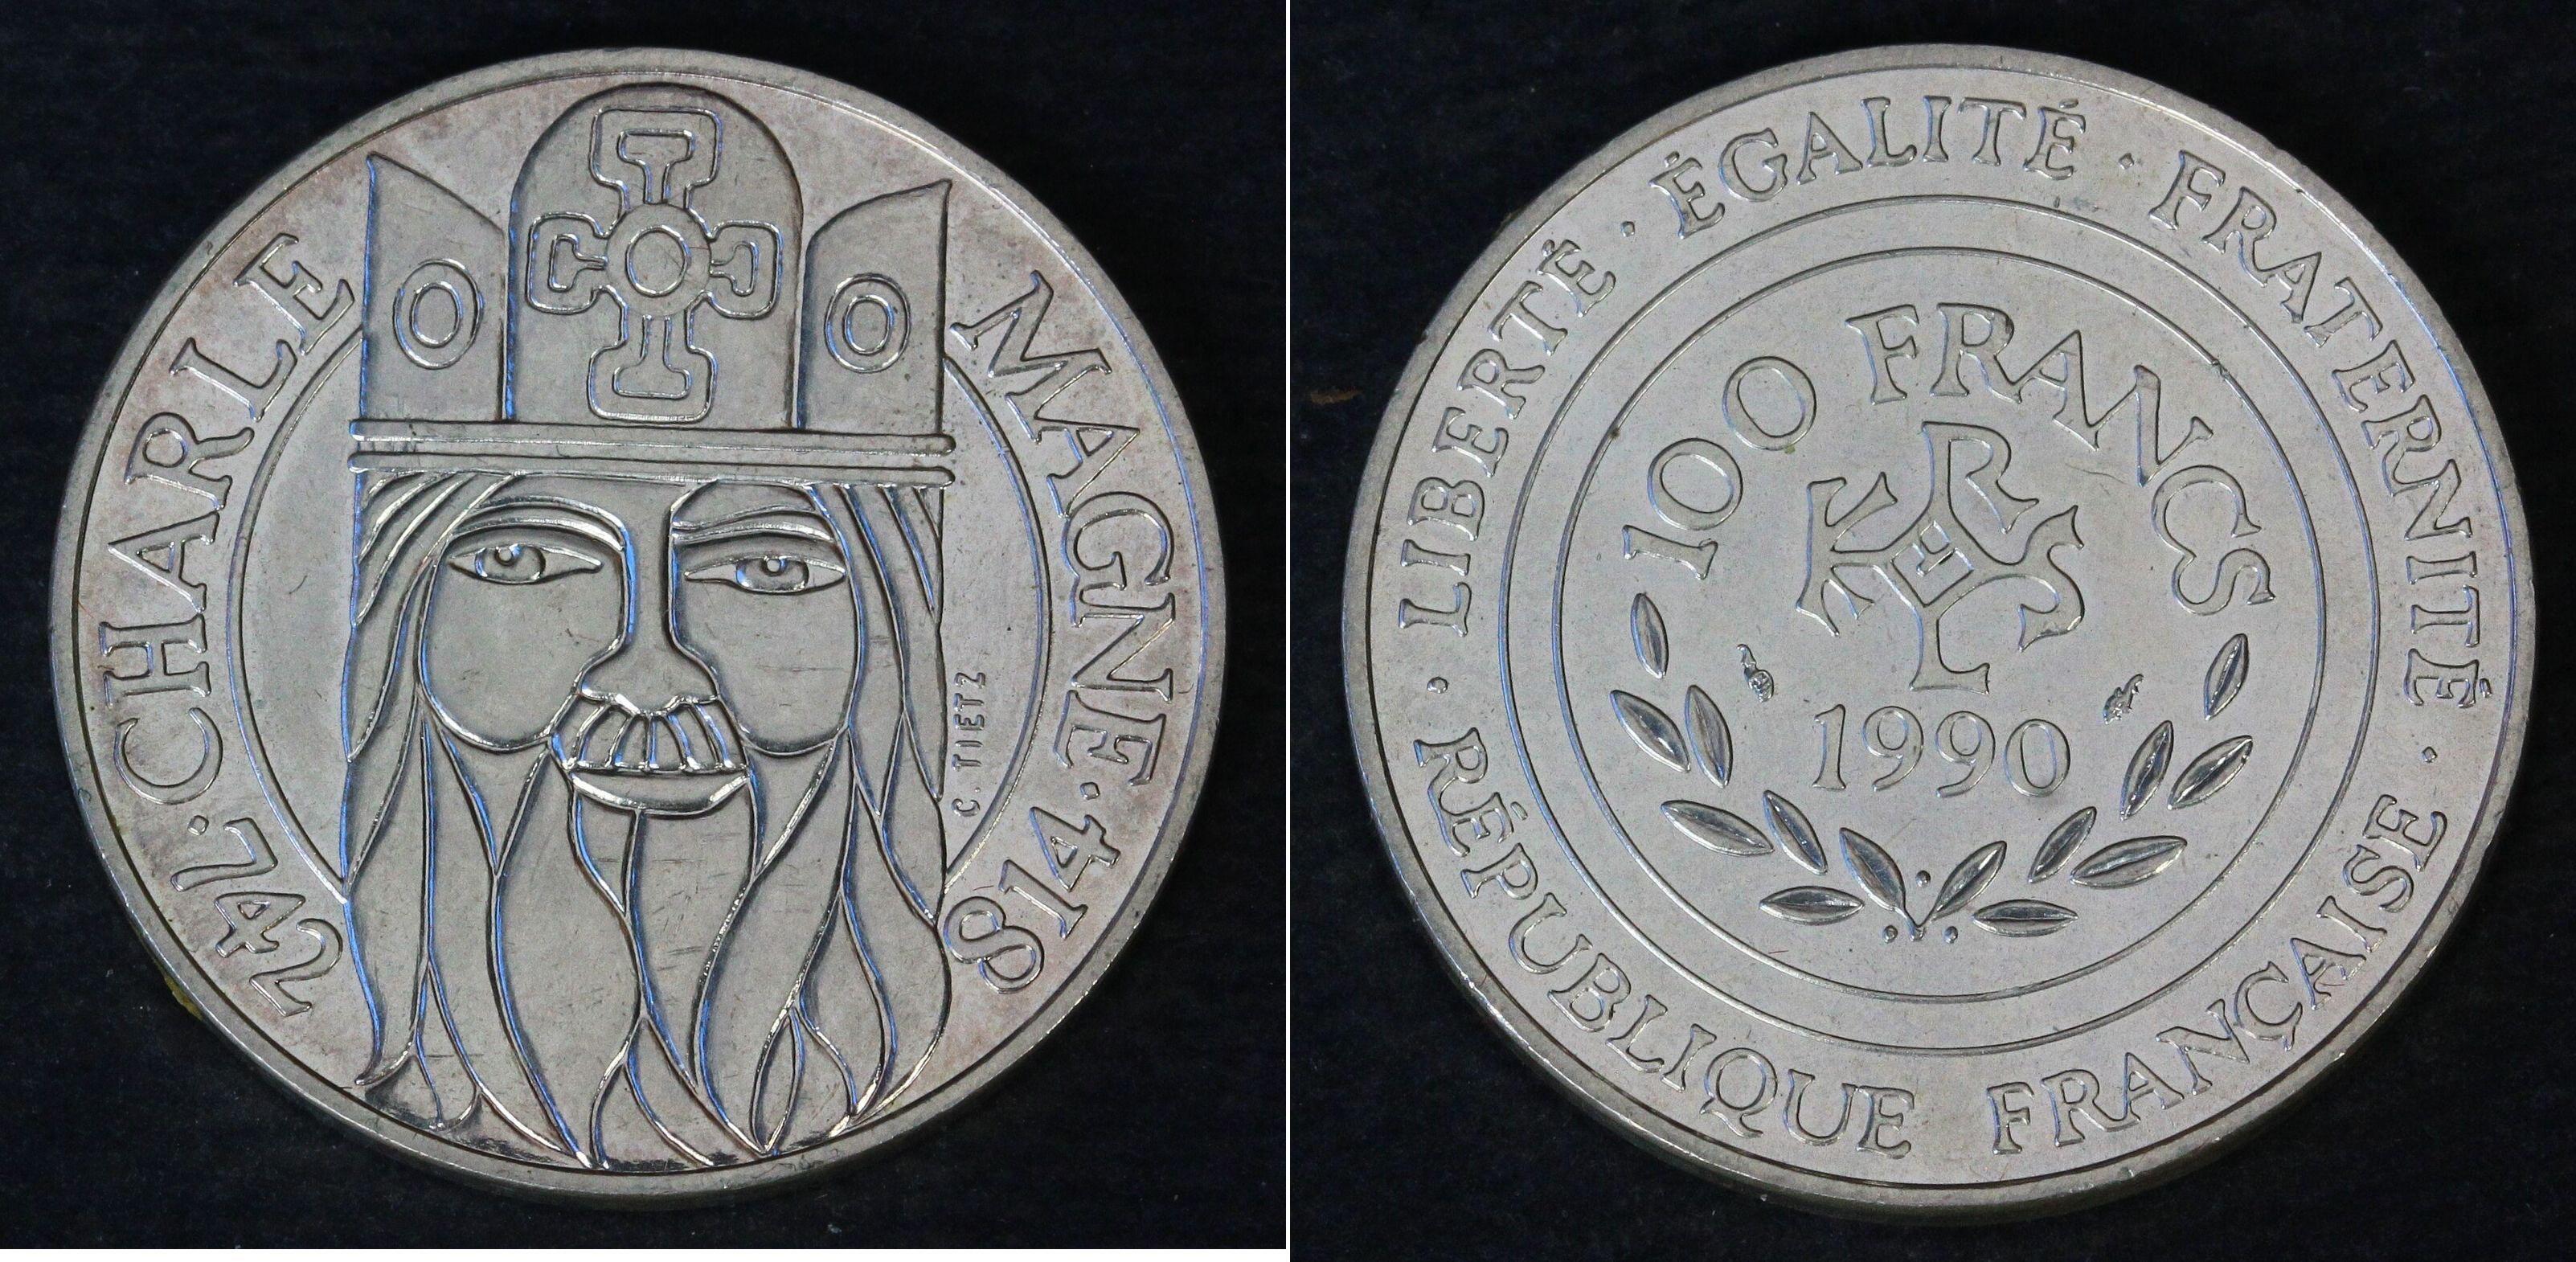 742 · CHARLE MAGNE · 814 ·
C. TIETZ
· LIBERTÉ · ÉGALITÉ · FRATERNITÉ ·
100 FRANCS
K R L S
1990
RÉPUBLIQUE FRANÇAISE